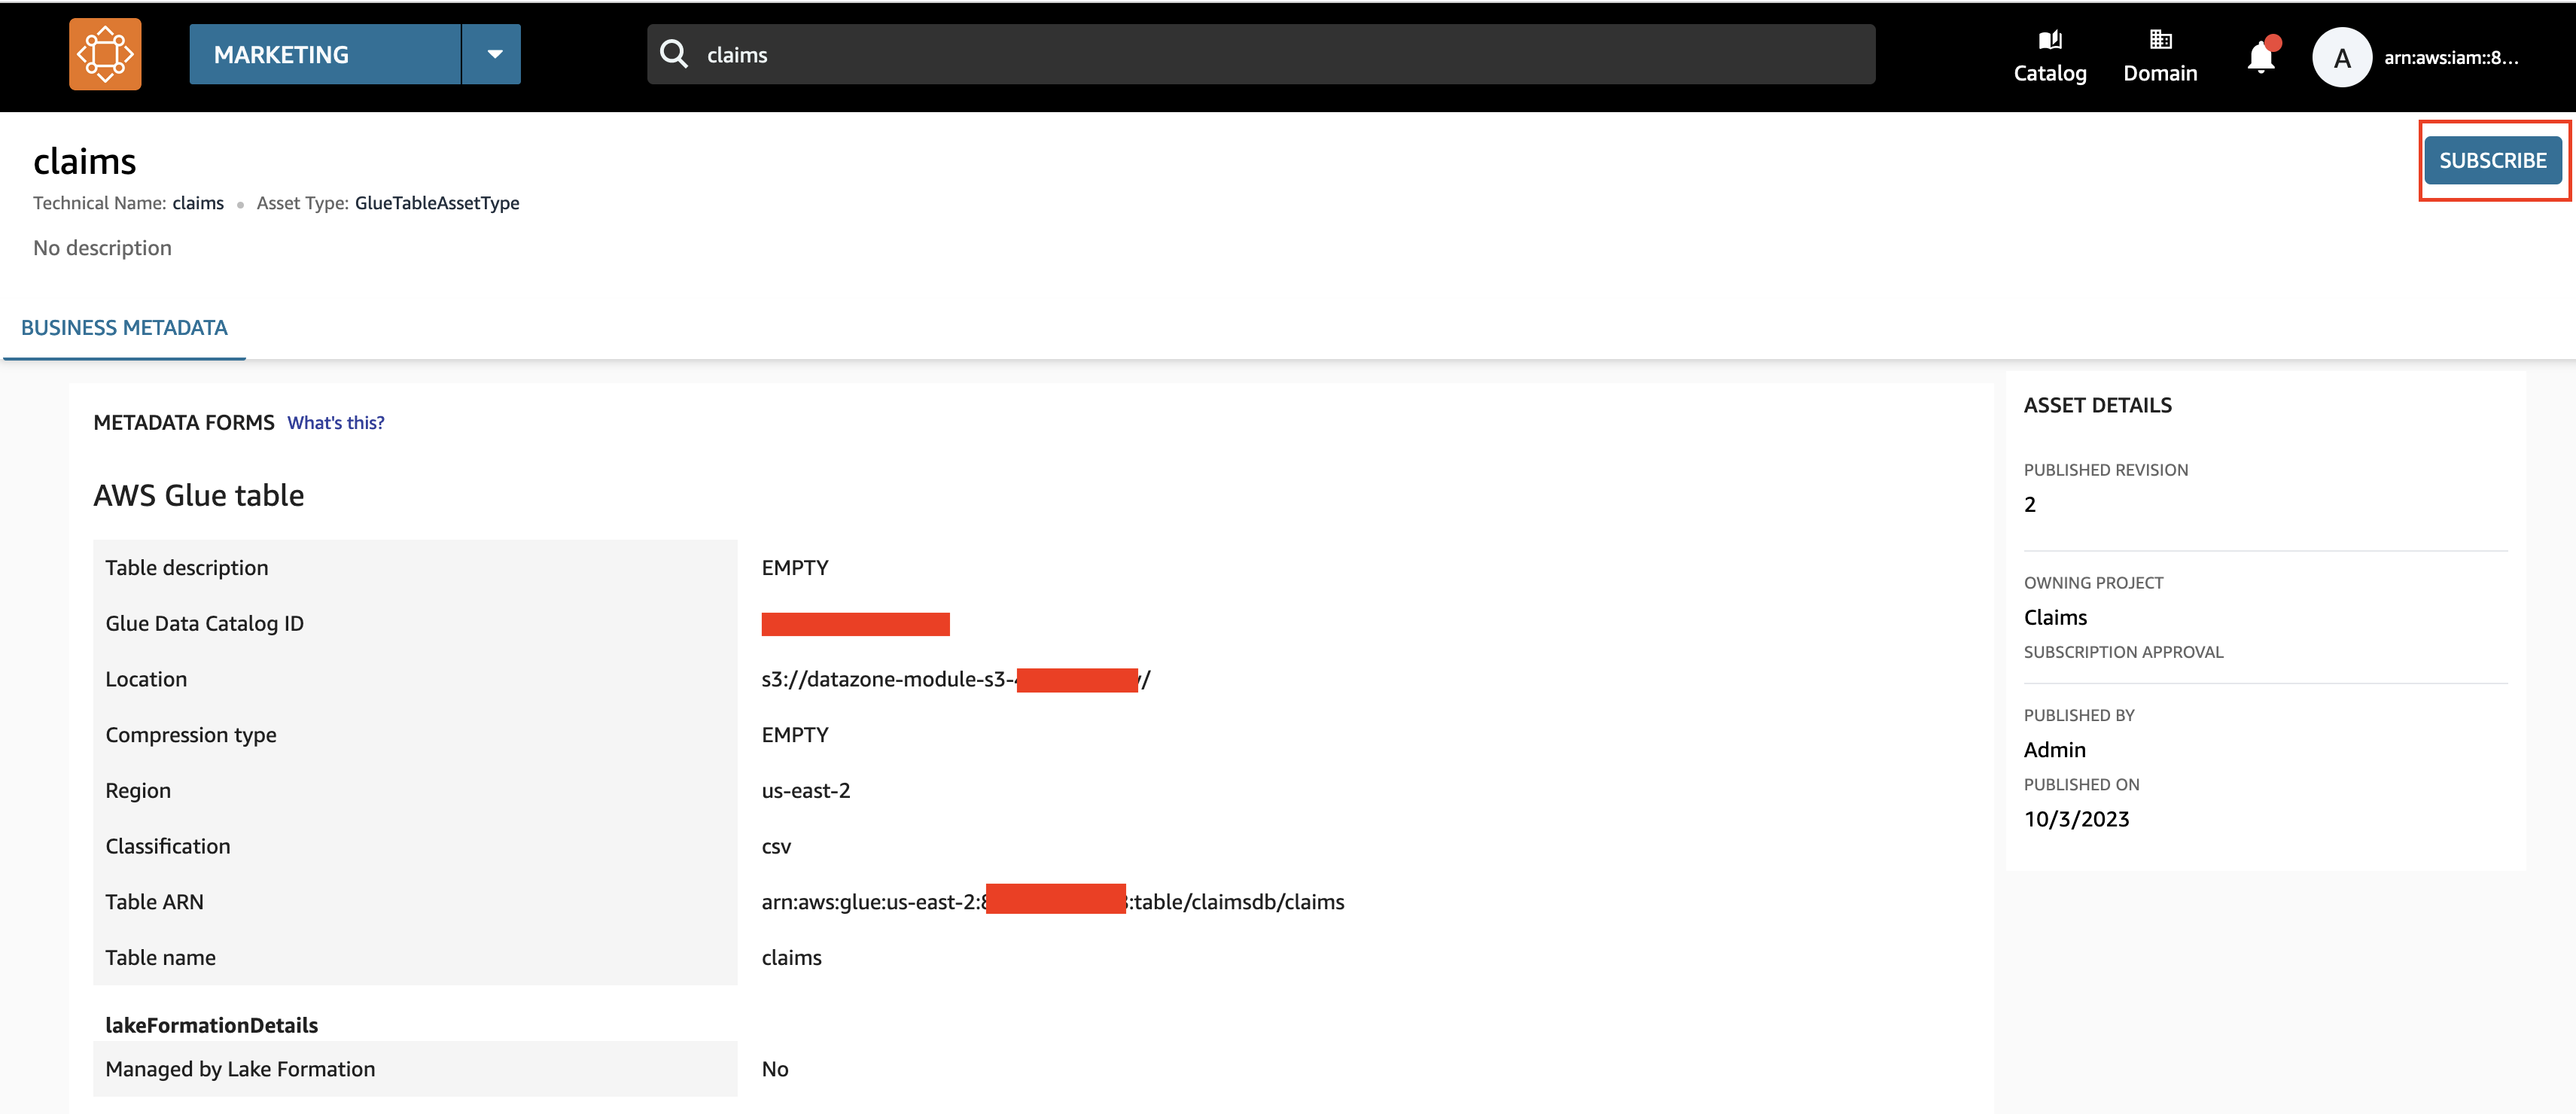 MARKETING
claims
Catalog
Domain
A
arn:aws:iam::8...
claims
SUBSCRIBE
Technical Name: claims • Asset Type: GlueTableAssetType
No description
BUSINESS METADATA
METADATA FORMS What's this?
AWS Glue table
Table description EMPTY
Glue Data Catalog ID
Location s3://datazone-module-s3- /
Compression type EMPTY
Region us-east-2
Classification csv
Table ARN arn:aws:glue:us-east-2:8 :table/claimsdb/claims
Table name claims
lakeFormationDetails
Managed by Lake Formation No
ASSET DETAILS
PUBLISHED REVISION
2
OWNING PROJECT
Claims
SUBSCRIPTION APPROVAL
PUBLISHED BY
Admin
PUBLISHED ON
10/3/2023